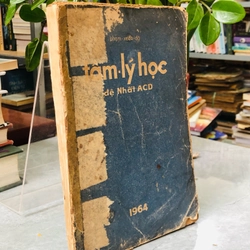 tâm-lý học
đệ Nhất ACD
1964